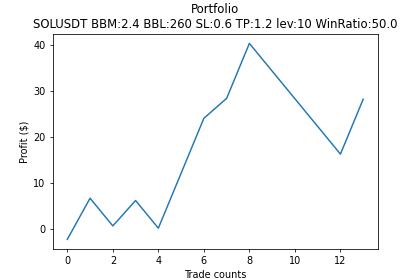 Portfolio
SOLUSDT BBM:2.4 BBL:260 SL:0.6 TP:1.2 lev:10 WinRatio:50.0
40
30
20
10
0
Profit ($)
0 2 4 6 8 10 12
Trade counts